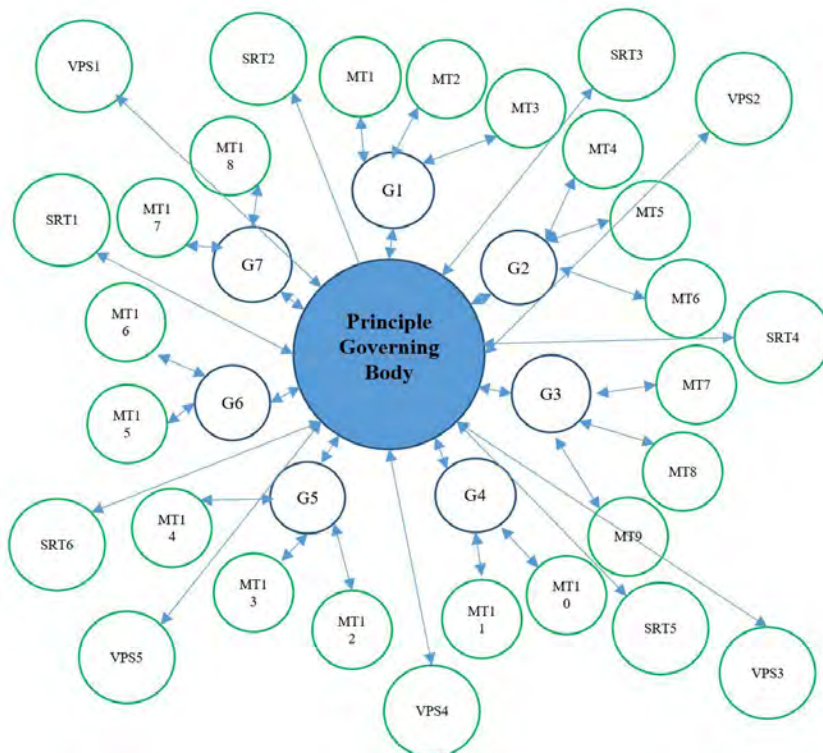 VPS1
SRT2
MT1
MT2
SRT3
MT3
VPS2
MT1
8
MT4
G1
SRT1
MT1
7
MT5
G7
G2
MT6
MT1
6
Principle
Governing
Body
SRT4
MT7
G3
G6
MT1
5
MT8
G5
G4
MT1
4
MT9
SRT6
MT1
3
MT1
0
MT1
1
MT1
2
SRT5
VPS5
VPS3
VPS4